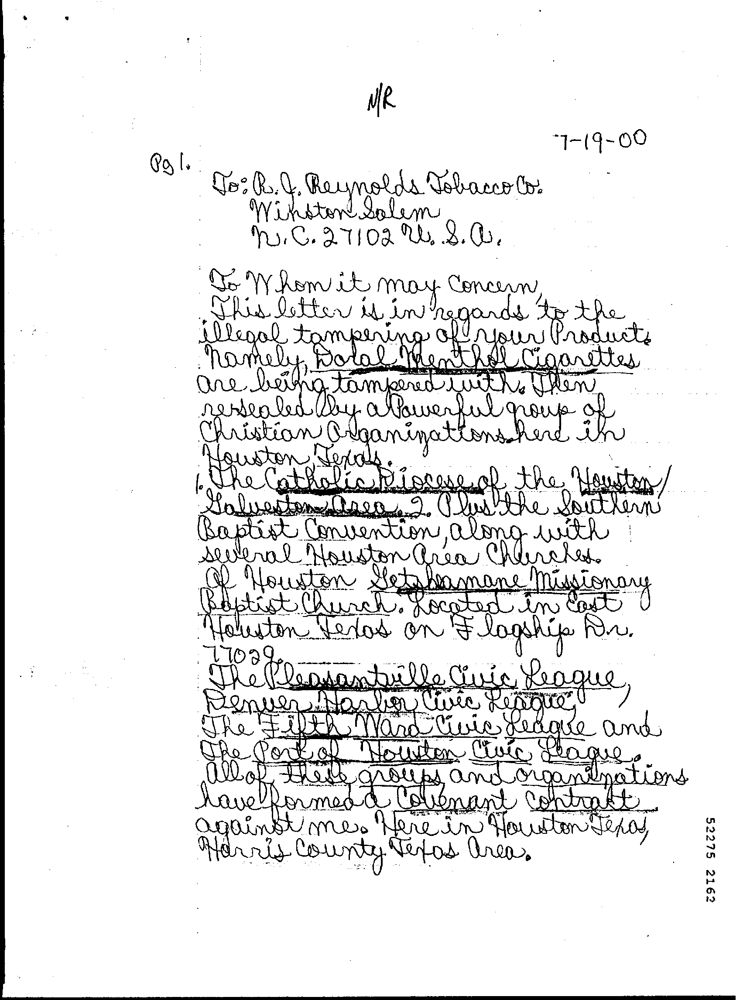 N/R
7-19-00
Pg 1.
To: R.J. Reynolds Tobacco Co.
Winston Salem
N.C. 27102 U.S.A.
To Whom it may Concern,
This letter is in regards to the
illegal tampering of your Products
Namely, Doral Menthol Cigarettes
are being tampered with. Then
resealed by a Powerful group of
Christian Organizations here in
Houston Texas.
1. The Catholic Diocese of the Houston/
Galveston Area. 2. Plus the Southern
Baptist Convention, along with
several Houston Area Churches.
Of Houston Getshamane Missionary
Baptist Church. Located in East
Houston Texas on Flagship Dr.
77029.
The Pleasantville Civic League,
Denver Harbor Civic League,
The Fifth Ward Civic League and
The Port of Houston Civic League.
All of these groups and organizations
have formed a Covenant Contract
against me. Here in Houston Texas,
Harris County Texas Area.
52275 2162